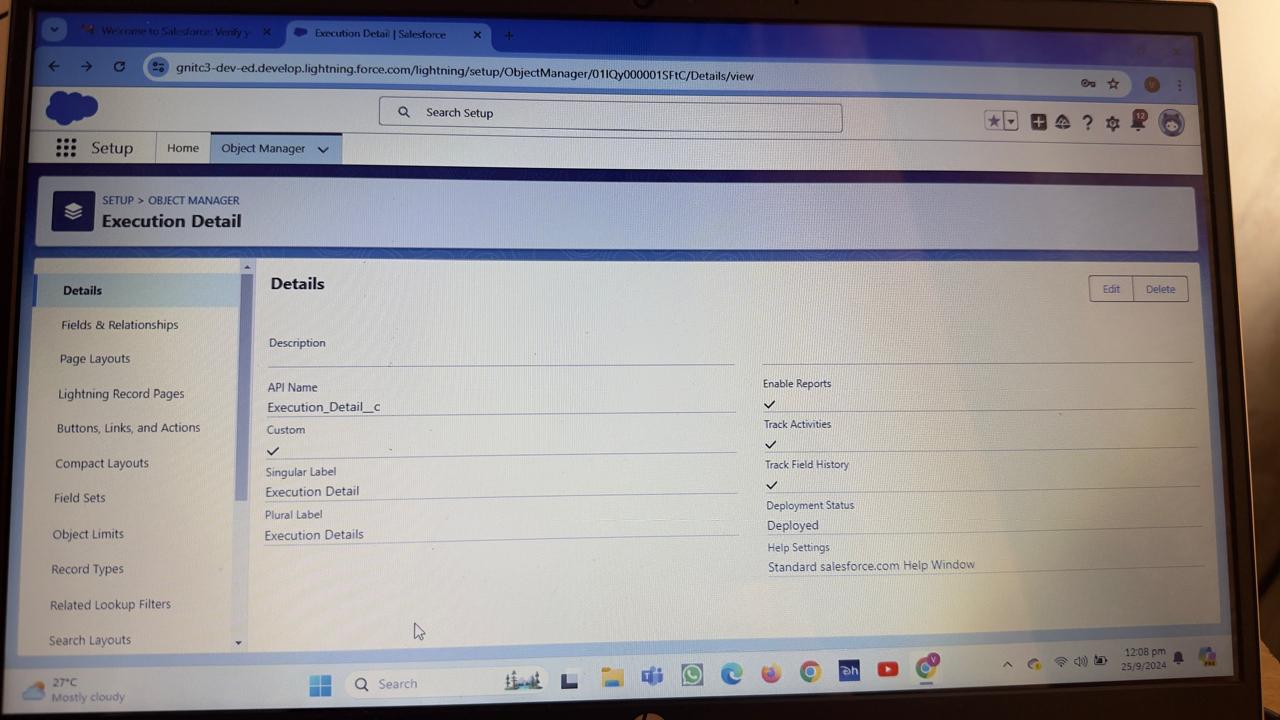 Welcome to Salesforce: Verify y
Execution Detail | Salesforce
gnitc3-dev-ed.develop.lightning.force.com/lightning/setup/ObjectManager/01IQy000001SFtC/Details/view
Search Setup
12
Setup
Home
Object Manager
SETUP > OBJECT MANAGER
Execution Detail
Details
Fields & Relationships
Page Layouts
Lightning Record Pages
Buttons, Links, and Actions
Compact Layouts
Field Sets
Object Limits
Record Types
Related Lookup Filters
Search Layouts
Details
Edit
Delete
Description
API Name
Execution_Detail__c
Custom
Singular Label
Execution Detail
Plural Label
Execution Details
Enable Reports
Track Activities
Track Field History
Deployment Status
Deployed
Help Settings
Standard salesforce.com Help Window
27°C
Mostly cloudy
Search
12:08 pm
25/9/2024